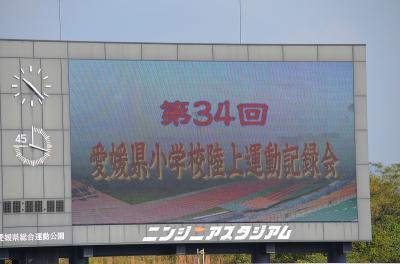 第34回
愛媛県小学校陸上運動記録会
45
愛媛県総合運動公園
ニンジニアスタジアム